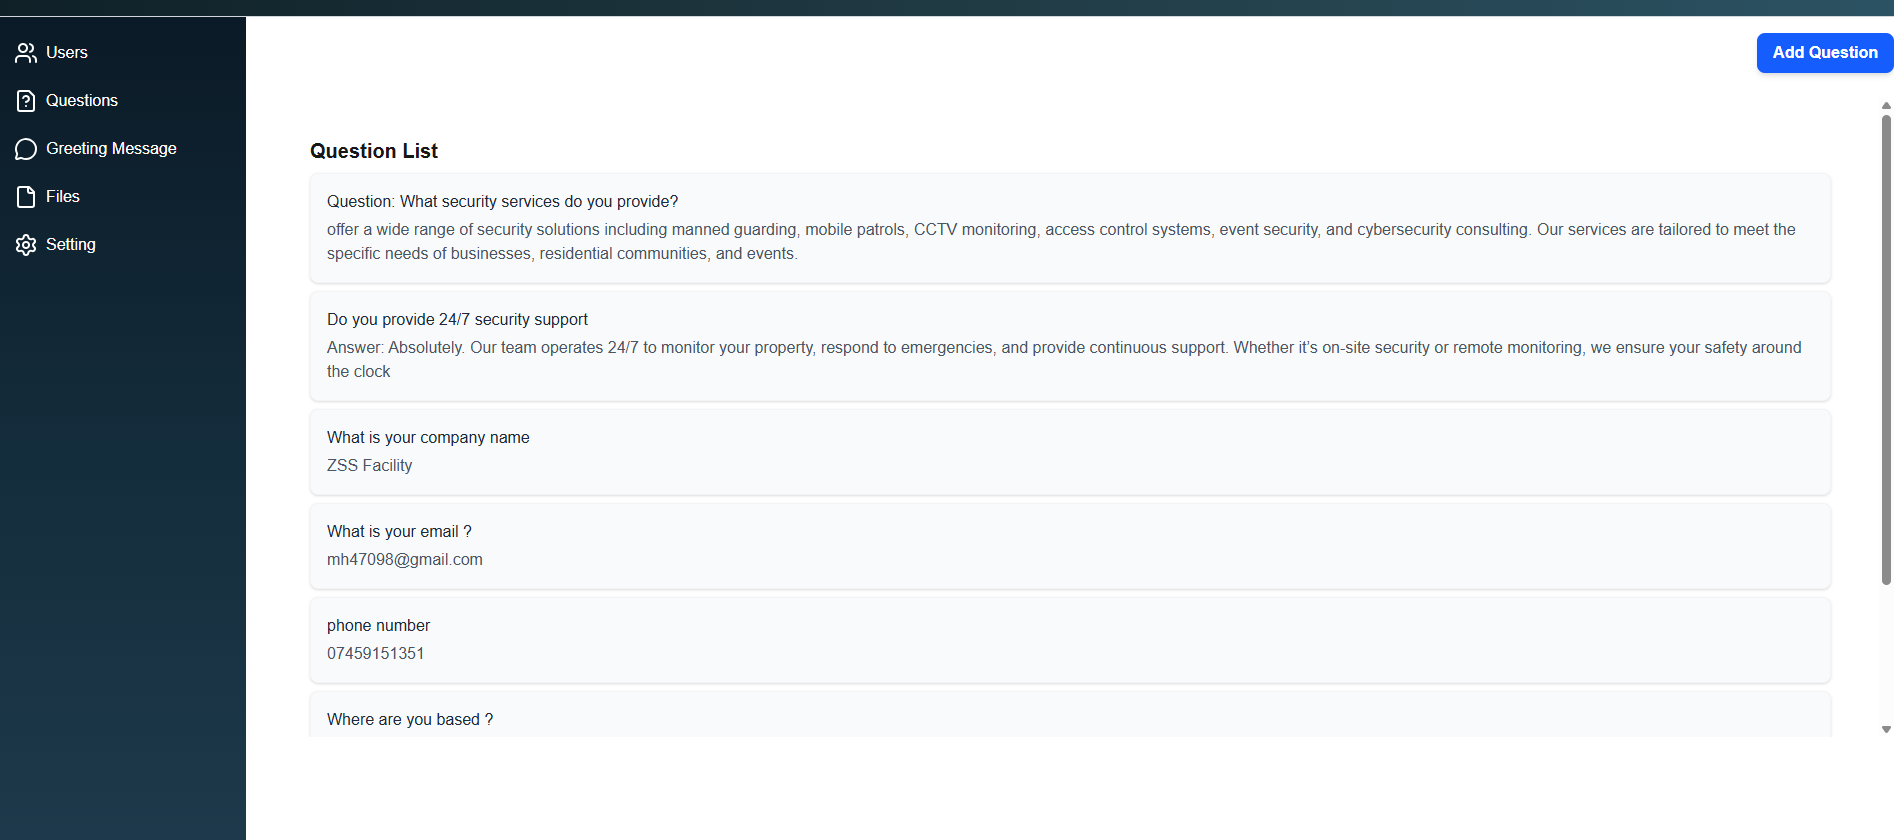 Users
Questions
Greeting Message
Files
Setting
Add Question
Question List
Question: What security services do you provide?
offer a wide range of security solutions including manned guarding, mobile patrols, CCTV monitoring, access control systems, event security, and cybersecurity consulting. Our services are tailored to meet the
specific needs of businesses, residential communities, and events.
Do you provide 24/7 security support
Answer: Absolutely. Our team operates 24/7 to monitor your property, respond to emergencies, and provide continuous support. Whether it’s on-site security or remote monitoring, we ensure your safety around
the clock
What is your company name
ZSS Facility
What is your email ?
mh47098@gmail.com
phone number
07459151351
Where are you based ?